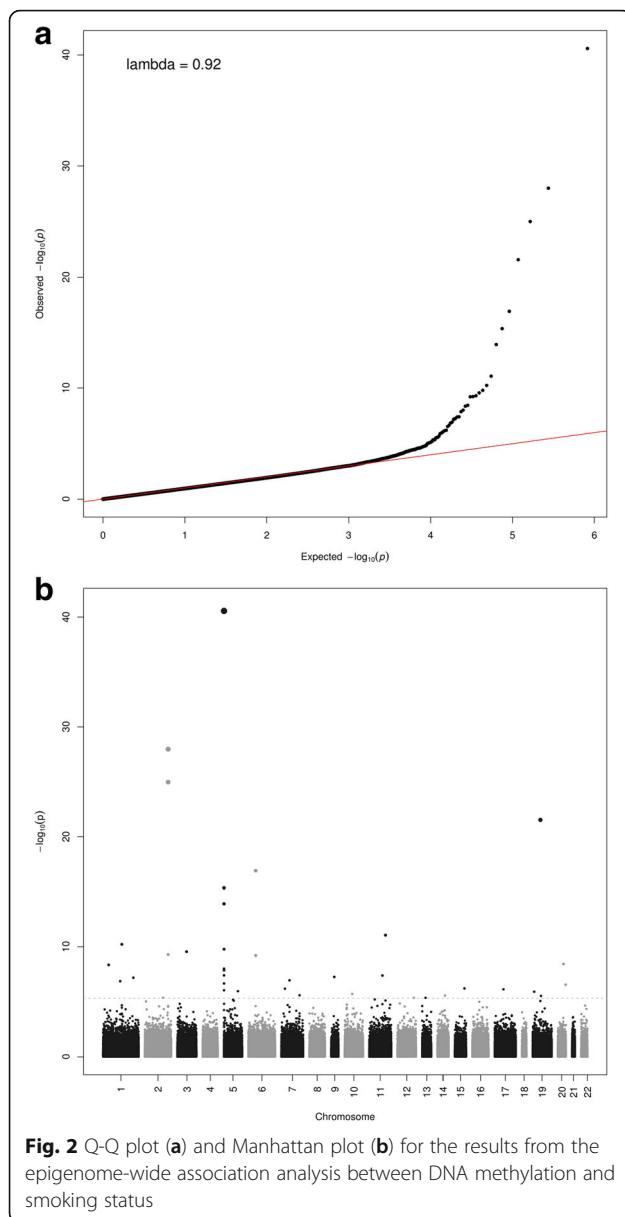 a
lambda = 0.92
40
30
20
10
0
Observed −log10(p)
0 1 2 3 4 5 6
Expected −log10(p)
b
40
30
20
10
0
−log10(p)
1 2 3 4 5 6 7 8 9 10 11 12 13 14 15 16 17 18 19 20 21 22
Chromosome
Fig. 2 Q-Q plot (a) and Manhattan plot (b) for the results from the
epigenome-wide association analysis between DNA methylation and
smoking status